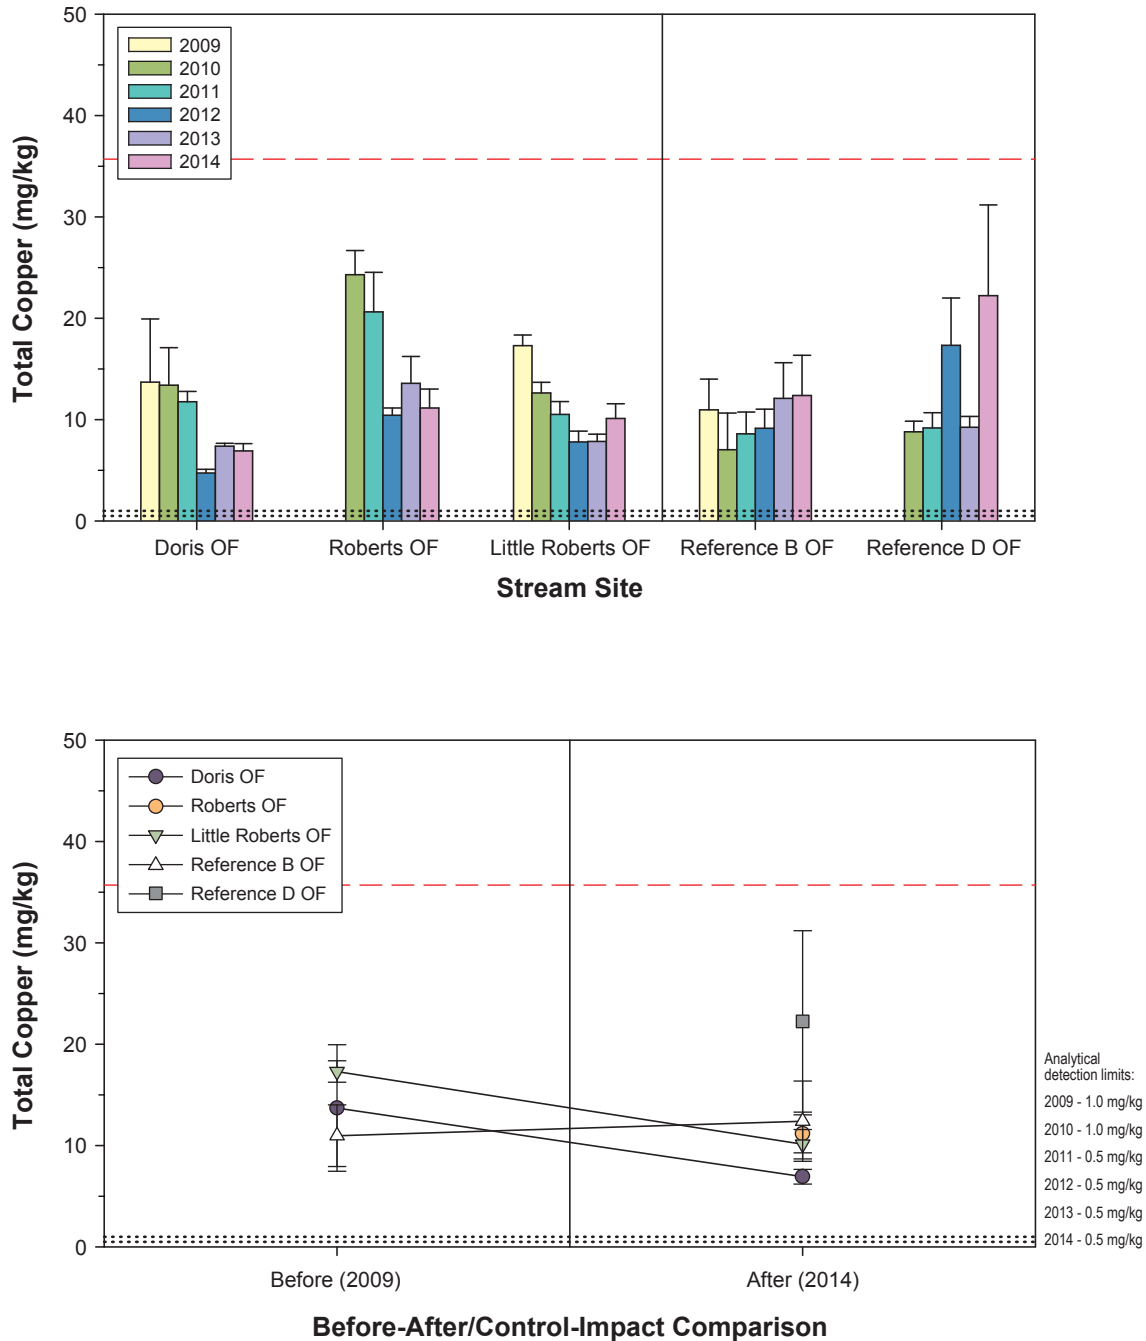 50
40
30
20
10
0
Total Copper (mg/kg)
2009
2010
2011
2012
2013
2014
Doris OF
Roberts OF
Little Roberts OF
Reference B OF
Reference D OF
Stream Site
50
40
30
20
10
0
Total Copper (mg/kg)
Doris OF
Roberts OF
Little Roberts OF
Reference B OF
Reference D OF
Before (2009)
After (2014)
Before-After/Control-Impact Comparison
Analytical
detection limits:
2009 - 1.0 mg/kg
2010 - 1.0 mg/kg
2011 - 0.5 mg/kg
2012 - 0.5 mg/kg
2013 - 0.5 mg/kg
2014 - 0.5 mg/kg